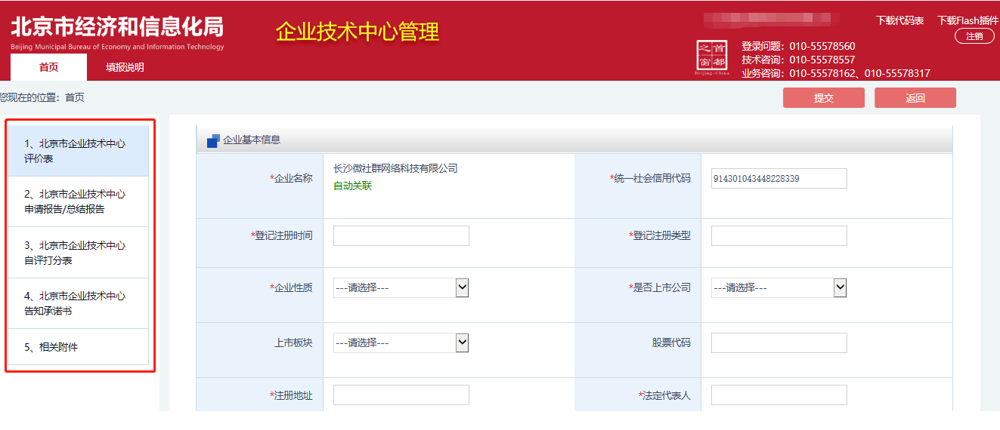 北京市经济和信息化局
Beijing Municipal Bureau of Economy and Information Technology
企业技术中心管理
下载代码表 下载Flash插件
注销
首都之窗
Beijing-China
登录问题：010-55578560
技术咨询：010-55578557
业务咨询：010-55578162、010-55578317
首页 填报说明
您现在的位置：首页
提交 返回
1、北京市企业技术中心
评价表
2、北京市企业技术中心
申请报告/总结报告
3、北京市企业技术中心
自评打分表
4、北京市企业技术中心
告知承诺书
5、相关附件
企业基本信息
*企业名称 长沙微社群网络科技有限公司
自动关联
*统一社会信用代码 914301043448228339
*登记注册时间 *登记注册类型
*企业性质 ---请选择--- *是否上市公司 ---请选择---
上市板块 ---请选择--- 股票代码
*注册地址 *法定代表人